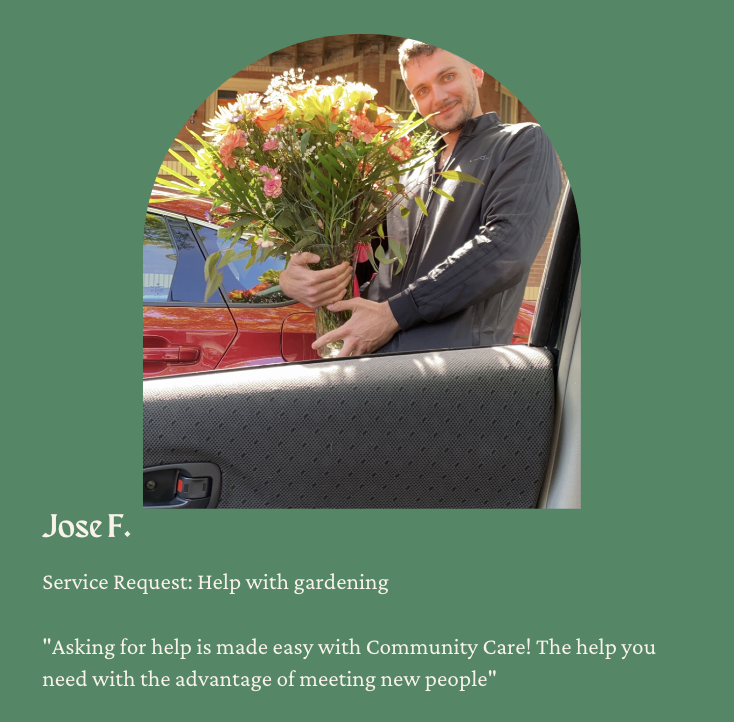 Jose F.
Service Request: Help with gardening
"Asking for help is made easy with Community Care! The help you
need with the advantage of meeting new people"